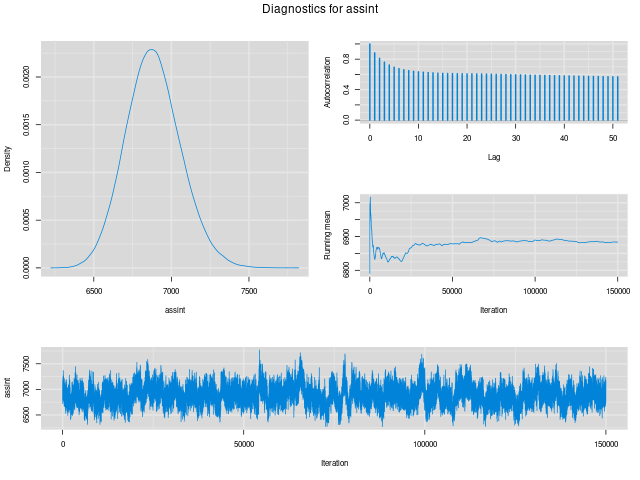 Diagnostics for assint
Density
0.0000 0.0005 0.0010 0.0015 0.0020
6500 7000 7500
assint
Autocorrelation
0.0 0.4 0.8
0 10 20 30 40 50
Lag
Running mean
6800 6900 7000
0 50000 100000 150000
Iteration
assint
6500 7000 7500
0 50000 100000 150000
Iteration